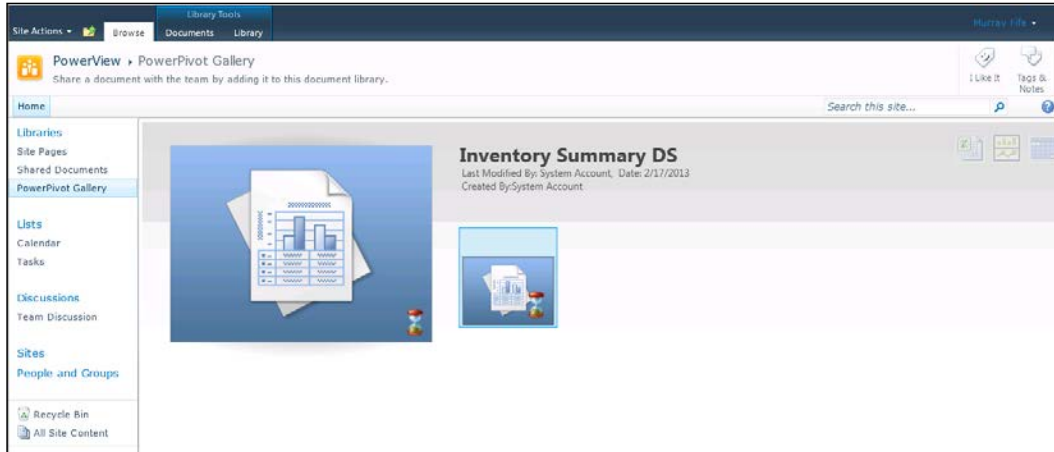 Library Tools
Site Actions Browse Documents Library Murray Fife
PowerView PowerPivot Gallery
Share a document with the team by adding it to this document library.
I Like It Tags & Notes
Home Search this site...
Libraries
Site Pages
Shared Documents
PowerPivot Gallery
Lists
Calendar
Tasks
Discussions
Team Discussion
Sites
People and Groups
Recycle Bin
All Site Content
Inventory Summary DS
Last Modified By: System Account, Date: 2/17/2013
Created By:System Account